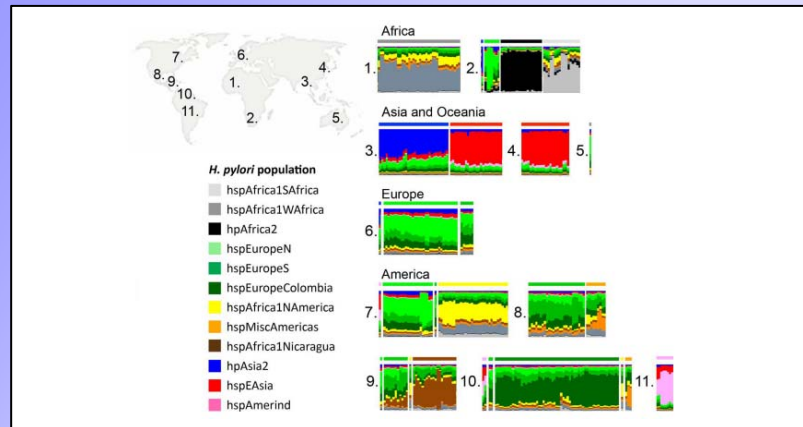 Africa
7.
6.
8.
9.
4.
1.
3.
10.
11.
2.
5.
1.
2.
Asia and Oceania
3.
4.
5.
H. pylori population
hspAfrica1SAfrica
hspAfrica1WAfrica
hpAfrica2
hspEuropeN
hspEuropeS
hspEuropeColombia
hspAfrica1NAmerica
hspMiscAmericas
hspAfrica1Nicaragua
hpAsia2
hspEAsia
hspAmerind
Europe
6.
America
7.
8.
9.
10.
11.